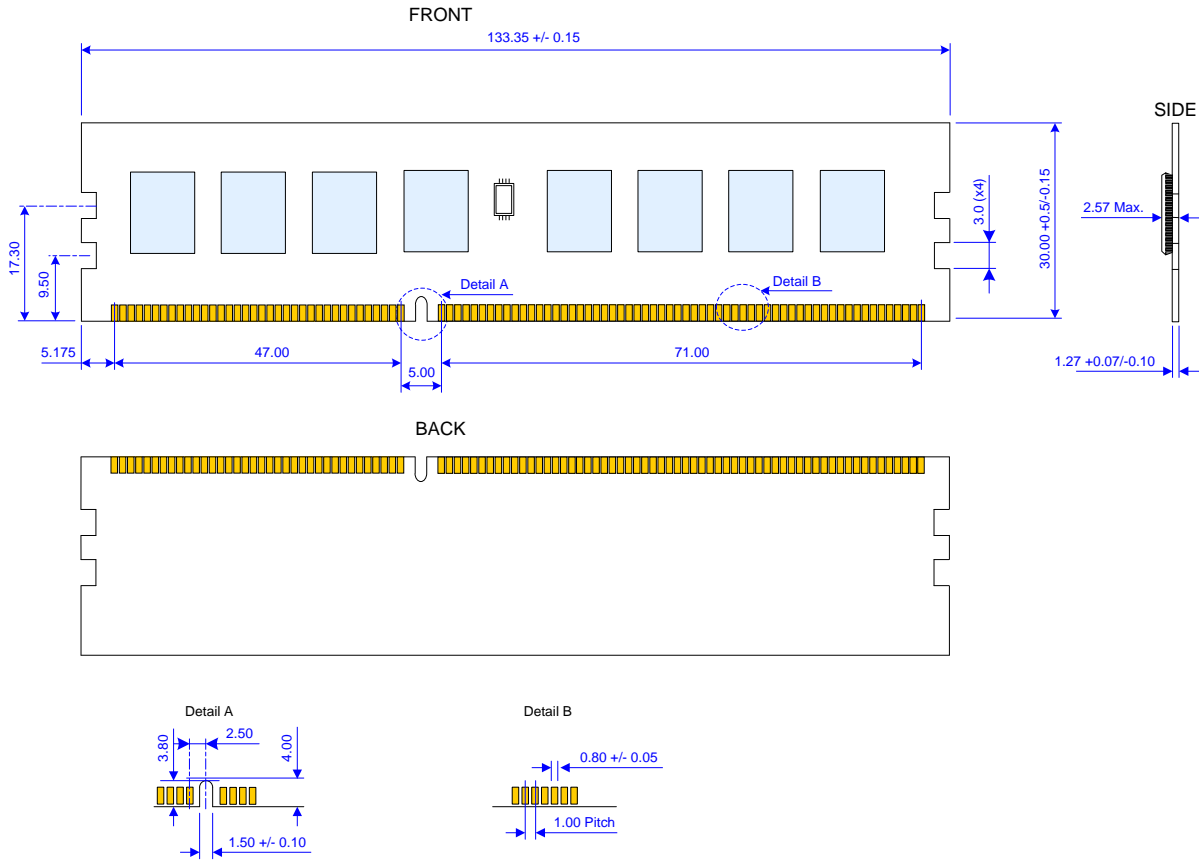 FRONT
133.35 +/- 0.15
SIDE
17.30
9.50
3.0 (x4)
30.00 +0.5/-0.15
2.57 Max.
Detail A
Detail B
5.175
47.00
5.00
71.00
1.27 +0.07/-0.10
BACK
Detail A
3.80
2.50
4.00
1.50 +/- 0.10
Detail B
0.80 +/- 0.05
1.00 Pitch